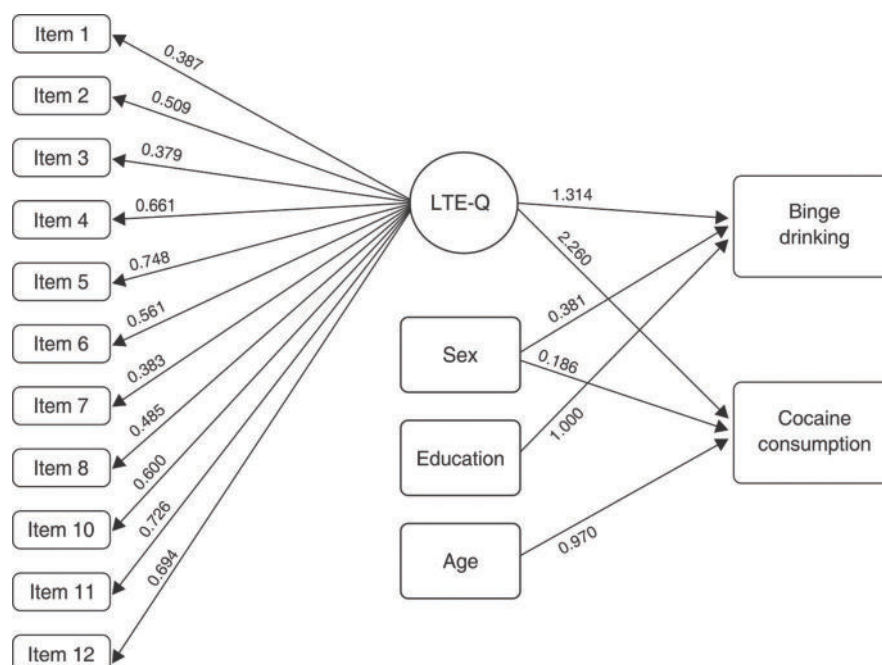 Item 1
0.387
Item 2
0.509
Item 3
0.379
Item 4
0.661
Item 5
0.748
Item 6
0.561
Item 7
0.383
Item 8
0.485
Item 10
0.600
Item 11
0.726
Item 12
0.694
LTE-Q
1.314
2.260
Sex
0.381
0.186
Education
1.000
Age
0.970
Binge
drinking
Cocaine
consumption